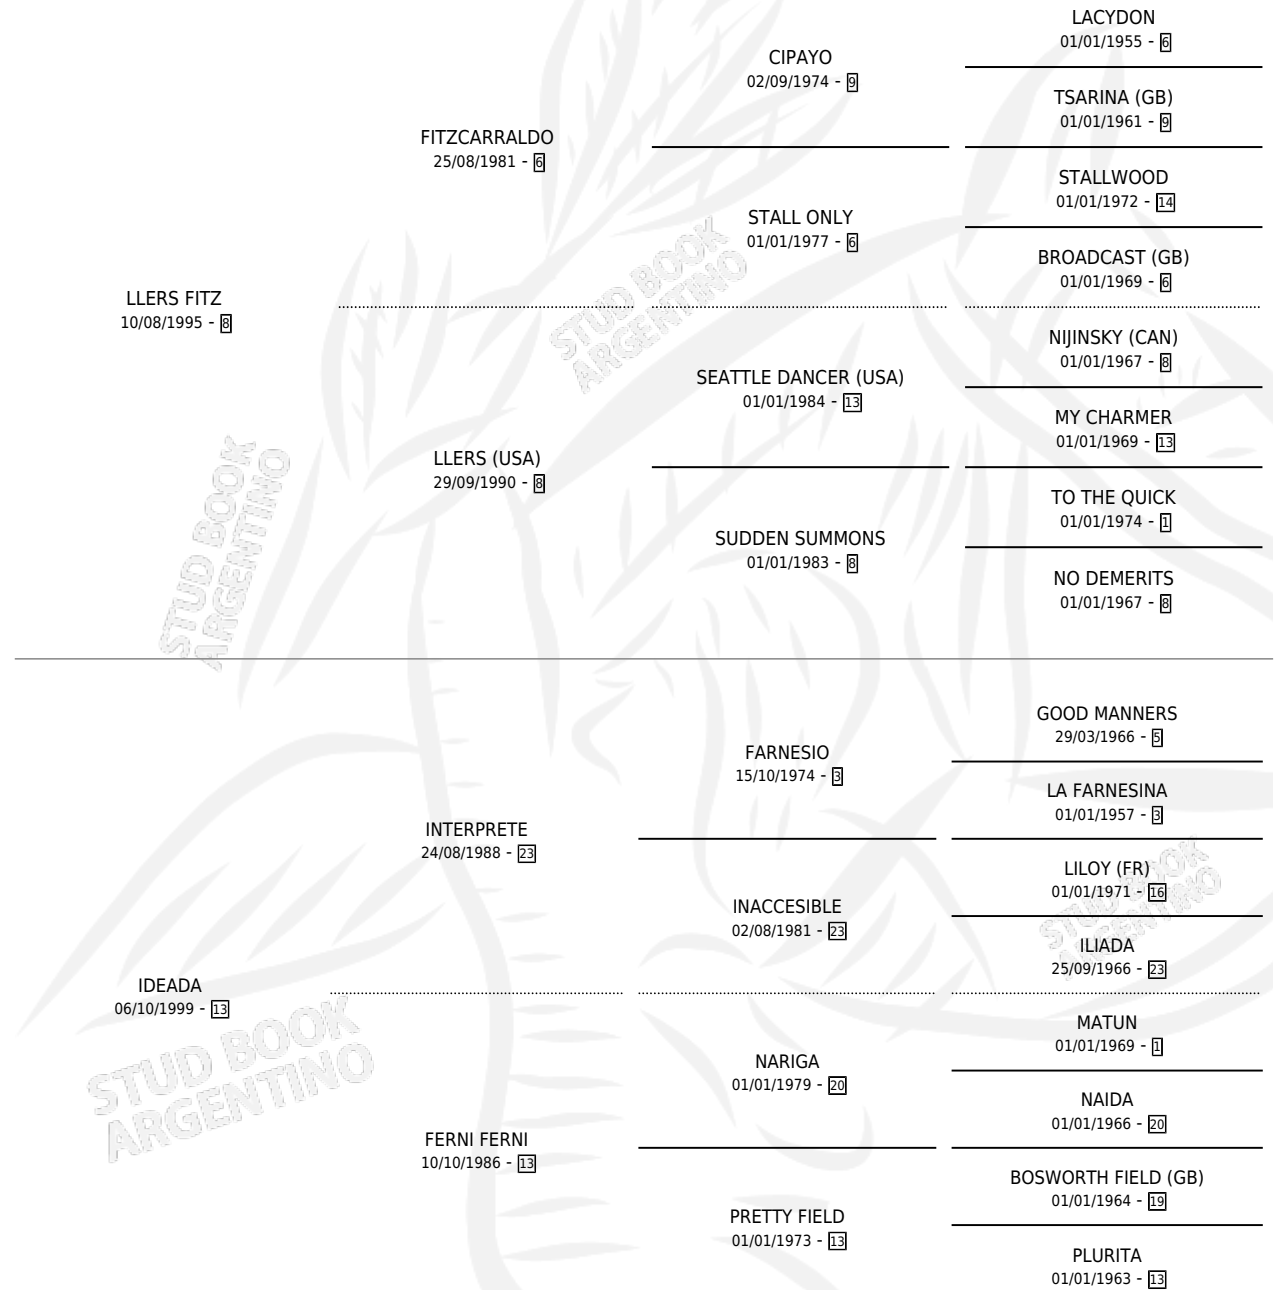 LACYDON
01/01/1955 - 6
CIPAYO
02/09/1974 - 9
TSARINA (GB)
01/01/1961 - 9
FITZCARRALDO
25/08/1981 - 6
STALLWOOD
01/01/1972 - 14
STALL ONLY
01/01/1977 - 6
BROADCAST (GB)
01/01/1969 - 6
LLERS FITZ
10/08/1995 - 8
NIJINSKY (CAN)
01/01/1967 - 8
SEATTLE DANCER (USA)
01/01/1984 - 13
MY CHARMER
01/01/1969 - 13
LLERS (USA)
29/09/1990 - 8
TO THE QUICK
01/01/1974 - 1
SUDDEN SUMMONS
01/01/1983 - 8
NO DEMERITS
01/01/1967 - 8
GOOD MANNERS
29/03/1966 - 5
FARNESIO
15/10/1974 - 3
LA FARNESINA
01/01/1957 - 3
INTERPRETE
24/08/1988 - 23
LILOY (FR)
01/01/1971 - 16
INACCESIBLE
02/08/1981 - 23
ILIADA
25/09/1966 - 23
IDEADA
06/10/1999 - 13
MATUN
01/01/1969 - 1
NARIGA
01/01/1979 - 20
NAIDA
01/01/1966 - 20
FERNI FERNI
10/10/1986 - 13
BOSWORTH FIELD (GB)
01/01/1964 - 19
PRETTY FIELD
01/01/1973 - 13
PLURITA
01/01/1963 - 13
STUD BOOK
ARGENTINO
STUD BOOK
ARGENTINO
STUD BOOK
ARGENTINO
STUD BOOK
ARGENTINO